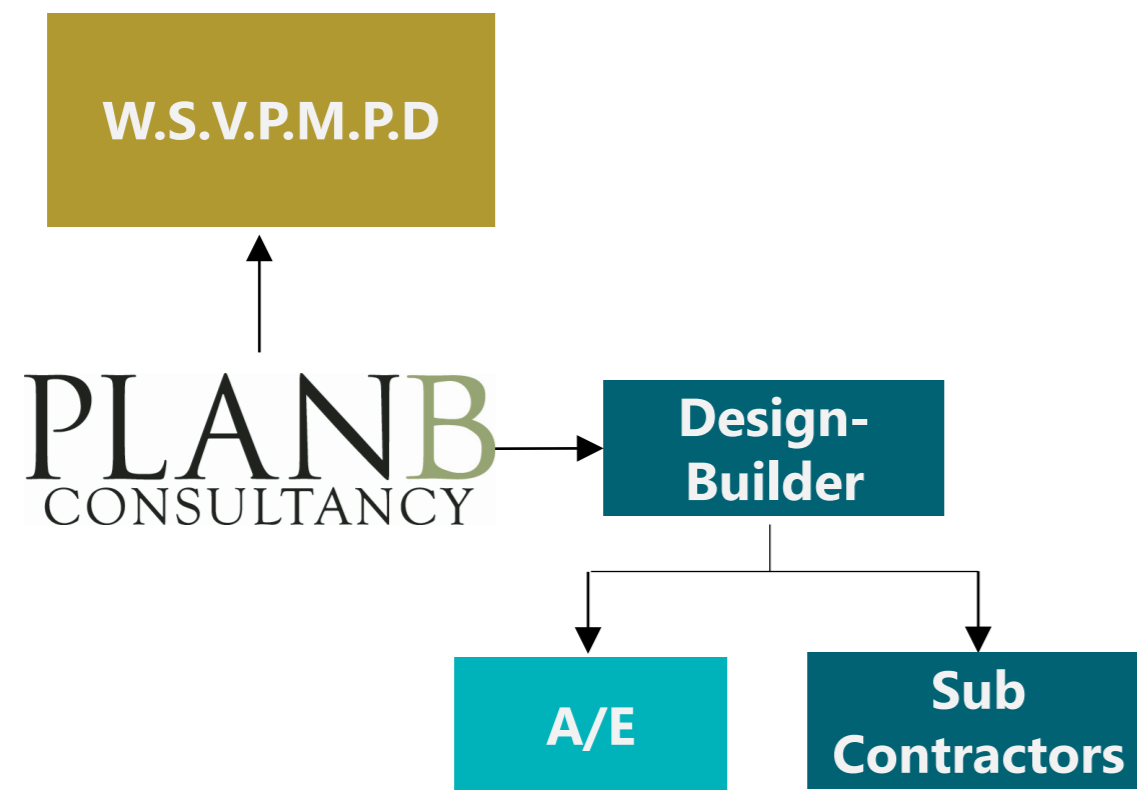 W.S.V.P.M.P.D
PLANB
CONSULTANCY
Design-
Builder
A/E
Sub
Contractors